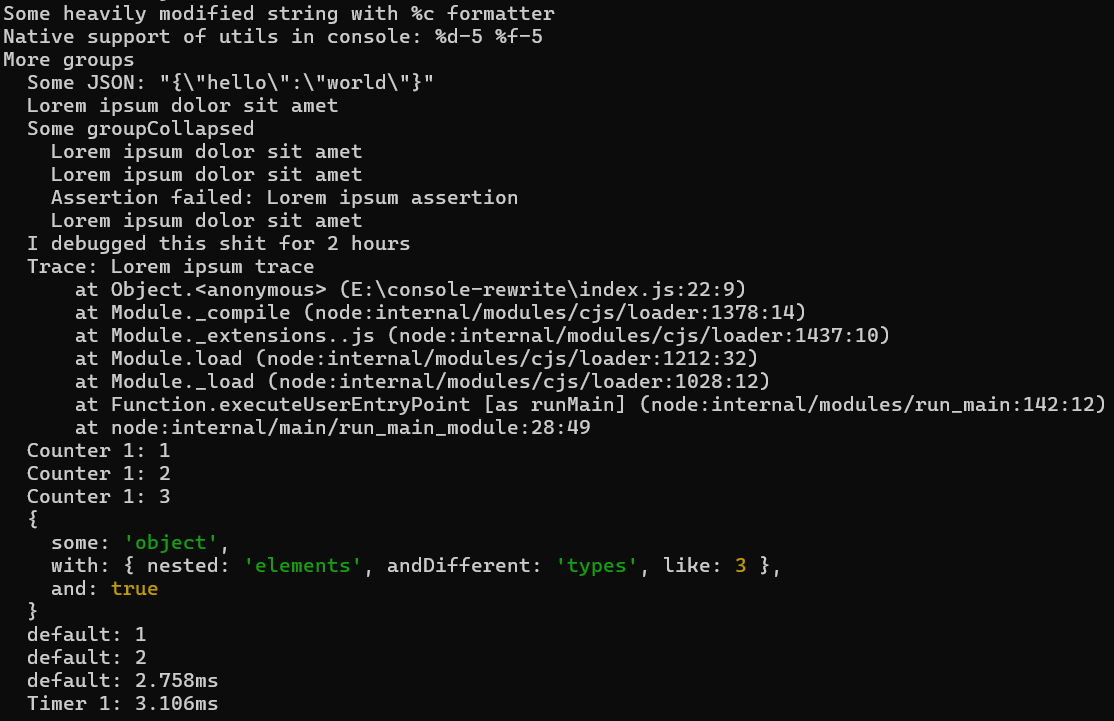 Some heavily modified string with %c formatter
Native support of utils in console: %d-5 %f-5
More groups
Some JSON: "{\"hello\":\"world\"}"
Lorem ipsum dolor sit amet
Some groupCollapsed
Lorem ipsum dolor sit amet
Lorem ipsum dolor sit amet
Assertion failed: Lorem ipsum assertion
Lorem ipsum dolor sit amet
I debugged this shit for 2 hours
Trace: Lorem ipsum trace
at Object.<anonymous> (E:\console-rewrite\index.js:22:9)
at Module._compile (node:internal/modules/cjs/loader:1378:14)
at Module._extensions..js (node:internal/modules/cjs/loader:1437:10)
at Module.load (node:internal/modules/cjs/loader:1212:32)
at Module._load (node:internal/modules/cjs/loader:1028:12)
at Function.executeUserEntryPoint [as runMain] (node:internal/modules/run_main:142:12)
at node:internal/main/run_main_module:28:49
Counter 1: 1
Counter 1: 2
Counter 1: 3
{
some: 'object',
with: { nested: 'elements', andDifferent: 'types', like: 3 },
and: true
}
default: 1
default: 2
default: 2.758ms
Timer 1: 3.106ms